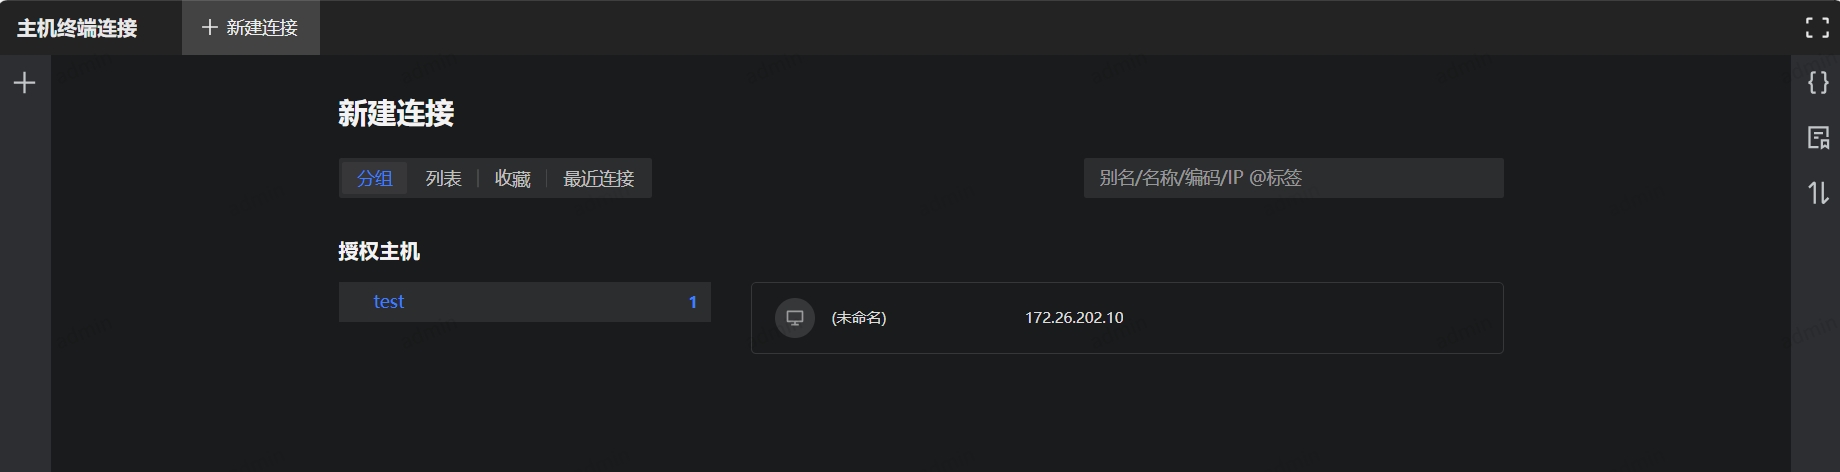 主机终端连接
新建连接
新建连接
分组 列表 收藏 最近连接
别名/名称/编码/IP @标签
授权主机
test 1
(未命名) 172.26.202.10